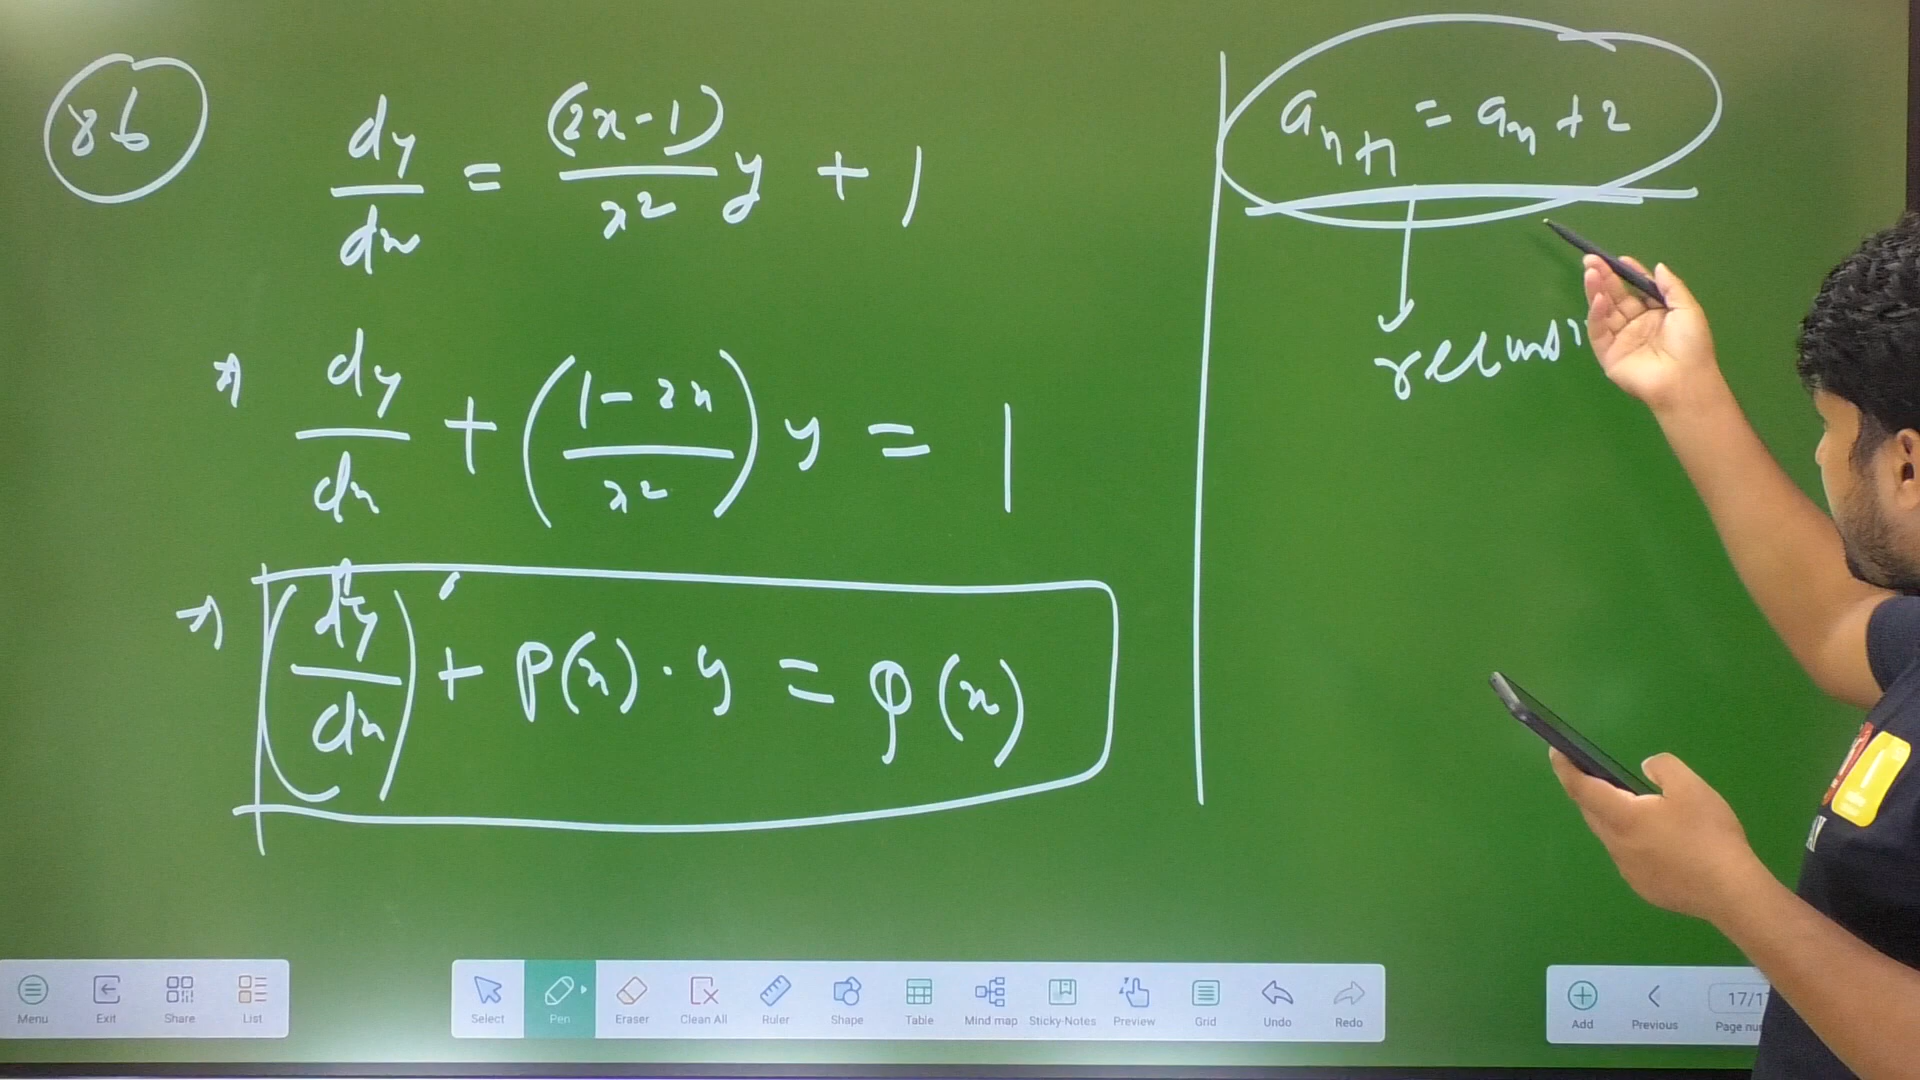 86
dy/dx = (2x-1)/x² y + 1
⇒ dy/dx + ((1-2x)/x²) y = 1
⇒ (dy/dx) + P(x) · y = Q(x)
aₙ₊₁ = aₙ + 2
Menu Exit Share List
Select Pen Eraser Clean All Ruler Shape Table Mind map Sticky-Notes Preview Grid Undo Redo
Add Previous 17/1